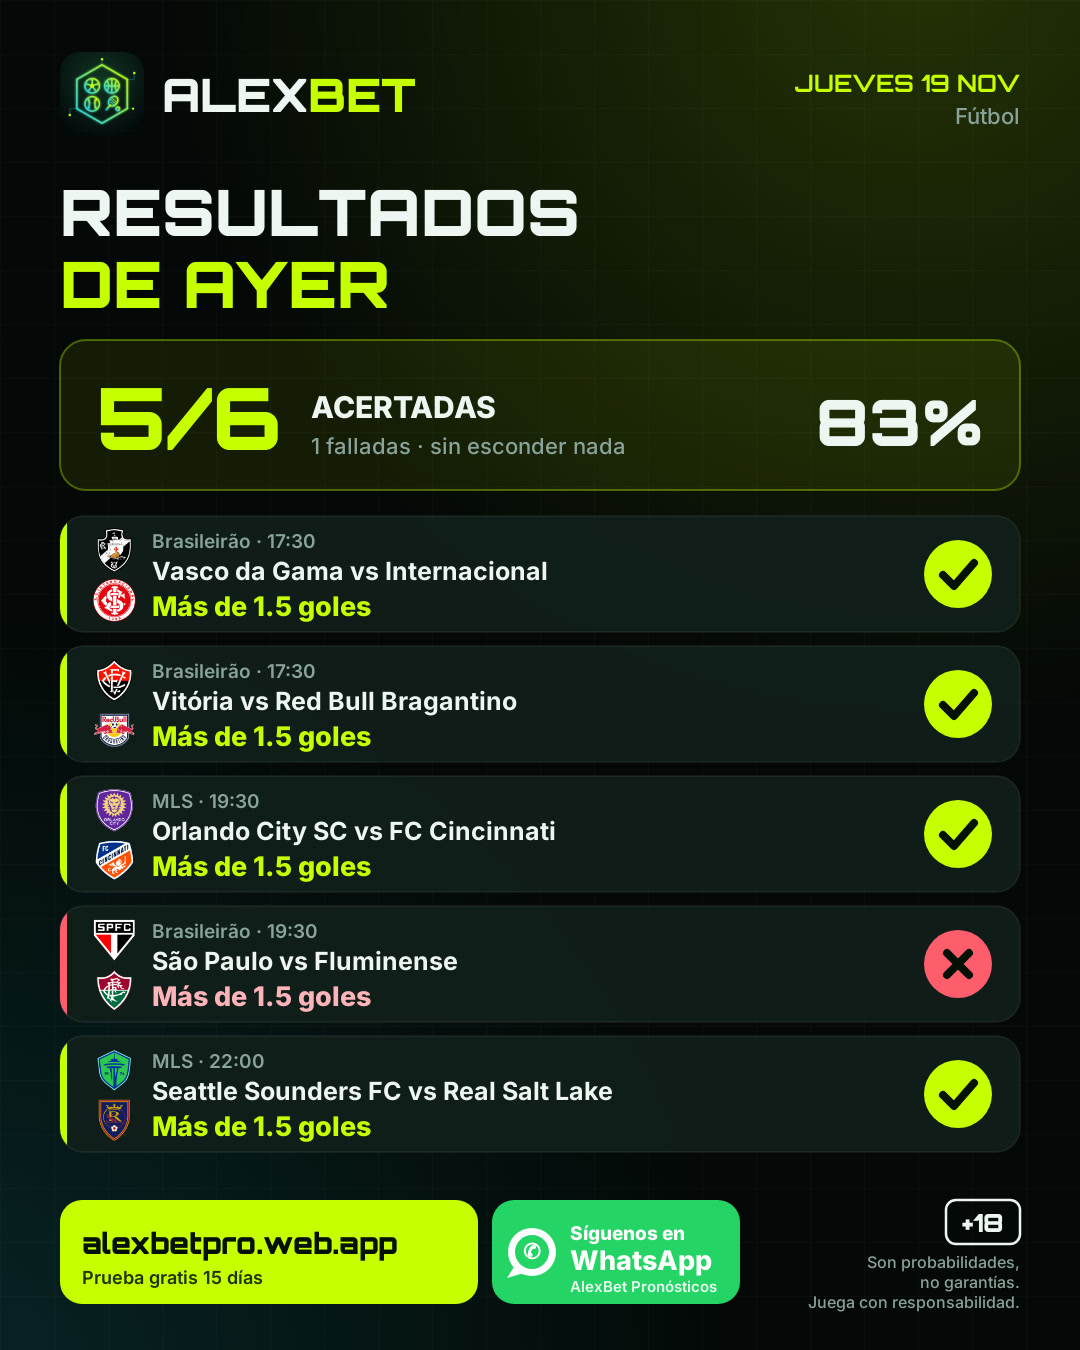 ALEXBET
JUEVES 19 NOV
Fútbol
RESULTADOS
DE AYER
5/6
ACERTADAS
1 falladas · sin esconder nada
83%
Brasileirão · 17:30
Vasco da Gama vs Internacional
Más de 1.5 goles
Brasileirão · 17:30
Vitória vs Red Bull Bragantino
Más de 1.5 goles
RedBull
MLS · 19:30
Orlando City SC vs FC Cincinnati
Más de 1.5 goles
ORLANDO
CITY
FC
CINCINNATI
Brasileirão · 19:30
São Paulo vs Fluminense
Más de 1.5 goles
SPFC
MLS · 22:00
Seattle Sounders FC vs Real Salt Lake
Más de 1.5 goles
alexbetpro.web.app
Prueba gratis 15 días
Síguenos en
WhatsApp
AlexBet Pronósticos
+18
Son probabilidades,
no garantías.
Juega con responsabilidad.